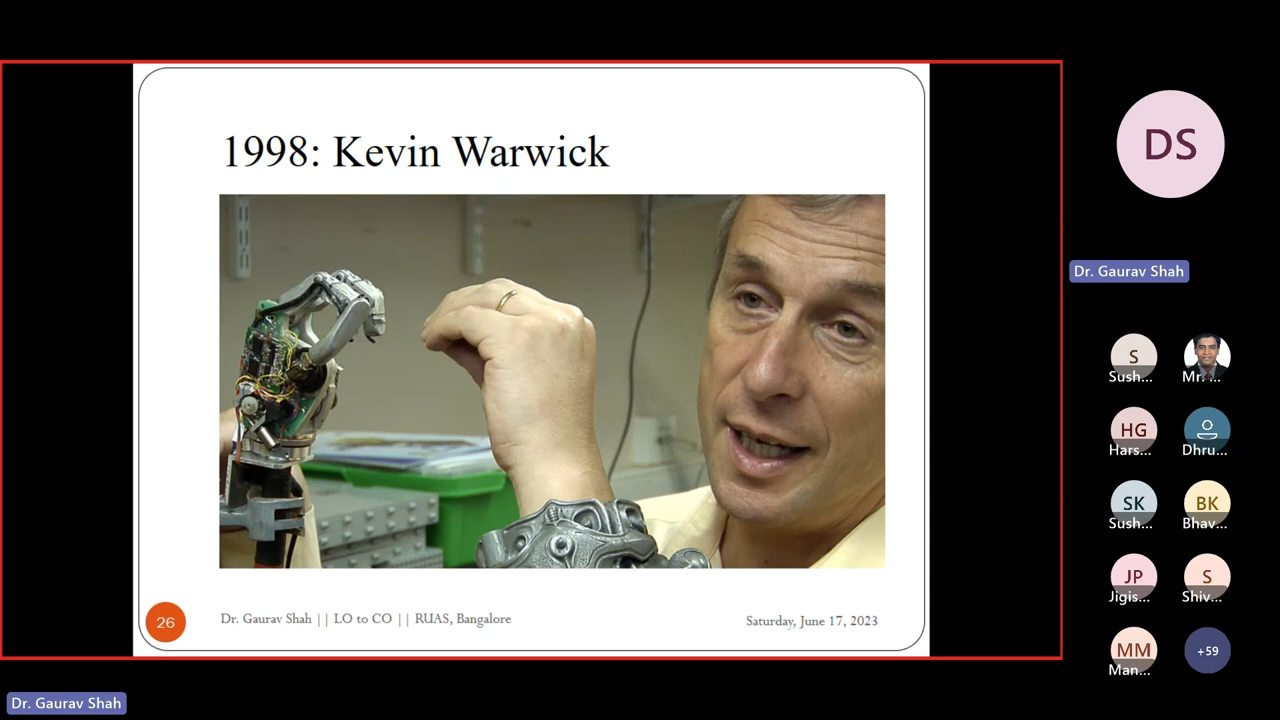 1998: Kevin Warwick
26
Dr. Gaurav Shah || LO to CO || RUAS, Bangalore
Saturday, June 17, 2023
DS
Dr. Gaurav Shah
S
Sush...
Mr. ...
HG
Hars...
Dhru...
SK
Sush...
BK
Bhav...
JP
Jigis...
S
Shiv...
MM
Man...
+59
Dr. Gaurav Shah